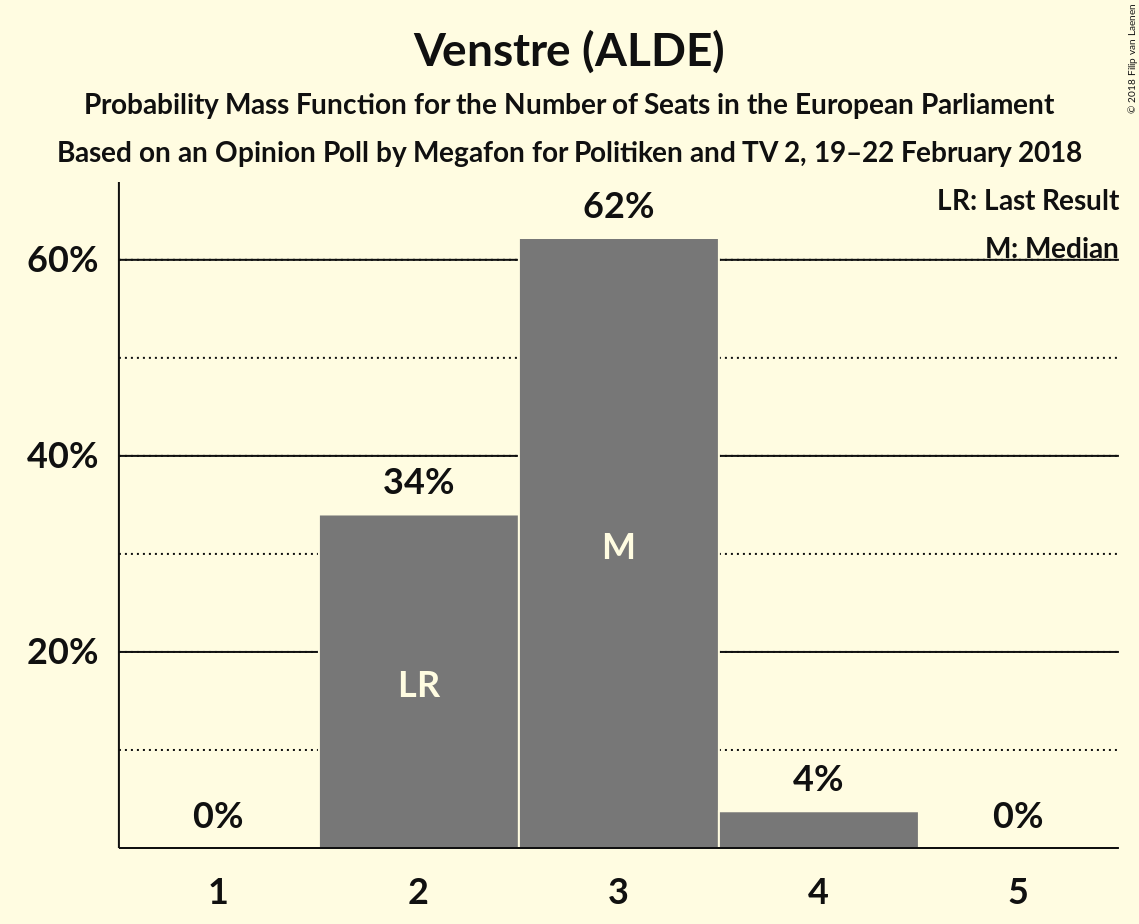 Venstre (ALDE)
Probability Mass Function for the Number of Seats in the European Parliament
Based on an Opinion Poll by Megafon for Politiken and TV 2, 19–22 February 2018
© 2018 Filip van Laenen
LR: Last Result
M: Median
62%
60%
40%
34%
M
20%
LR
4%
0%
0%
1
2
3
4
5